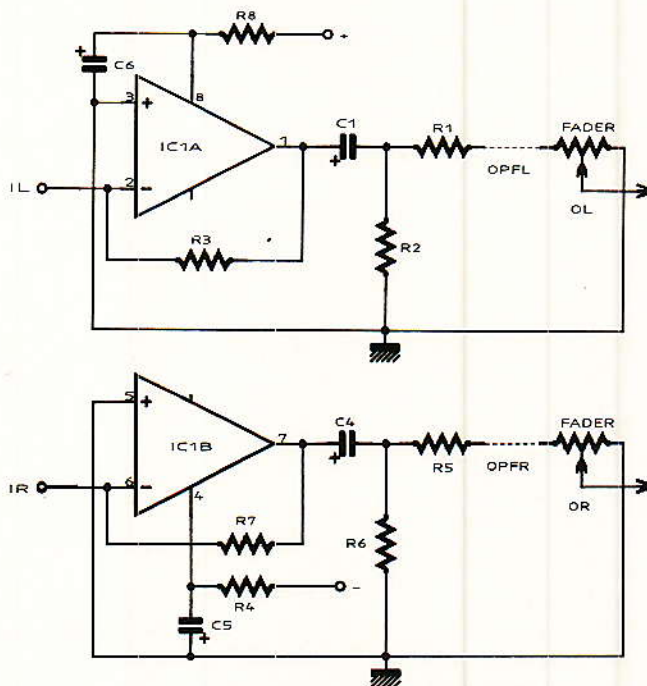 R8
+
+
C6
3
+
8
IC1A
1
C1
+
R1
FADER
OPFL
OL
IL
2
−
R3
R2
5
+
IC1B
7
C4
+
R5
FADER
OPFR
OR
IR
6
−
4
R7
R6
R4
-
C5
+